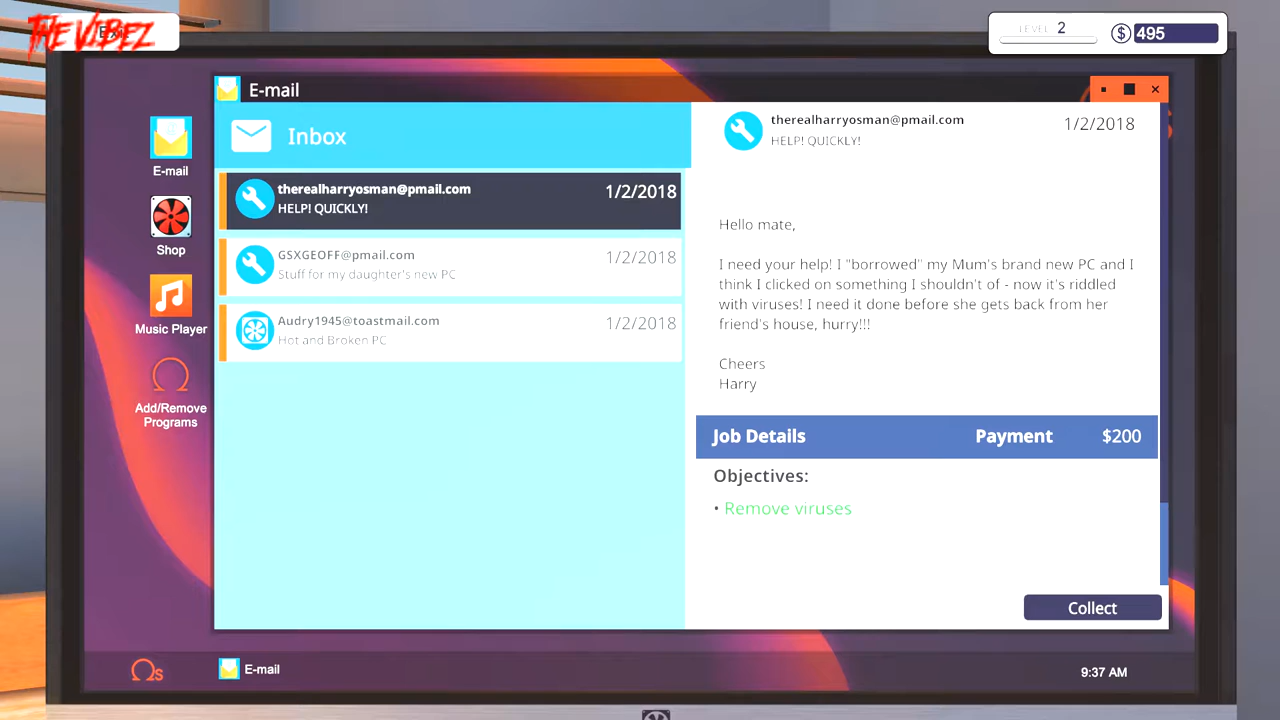 THE VIBEZ
LEVEL 2
$ 495
E-mail
E-mail
Shop
Music Player
Add/Remove
Programs
Inbox
therealharryosman@pmail.com 1/2/2018
HELP! QUICKLY!
GSXGEOFF@pmail.com 1/2/2018
Stuff for my daughter's new PC
Audry1945@toastmail.com 1/2/2018
Hot and Broken PC
therealharryosman@pmail.com 1/2/2018
HELP! QUICKLY!
Hello mate,
I need your help! I "borrowed" my Mum's brand new PC and I
think I clicked on something I shouldn't of - now it's riddled
with viruses! I need it done before she gets back from her
friend's house, hurry!!!
Cheers
Harry
Job Details Payment $200
Objectives:
• Remove viruses
Collect
E-mail
9:37 AM